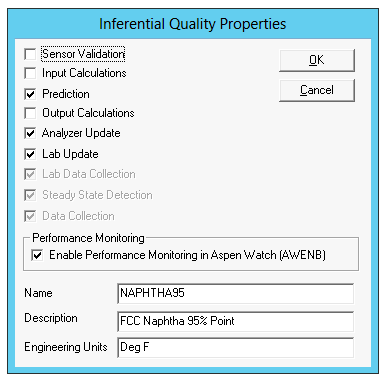 Inferential Quality Properties
Sensor Validation
OK
Input Calculations
Prediction
Cancel
Output Calculations
Analyzer Update
Lab Update
Lab Data Collection
Steady State Detection
Data Collection
Performance Monitoring
Enable Performance Monitoring in Aspen Watch (AWENB)
Name NAPHTHA95
Description FCC Naphtha 95% Point
Engineering Units Deg F